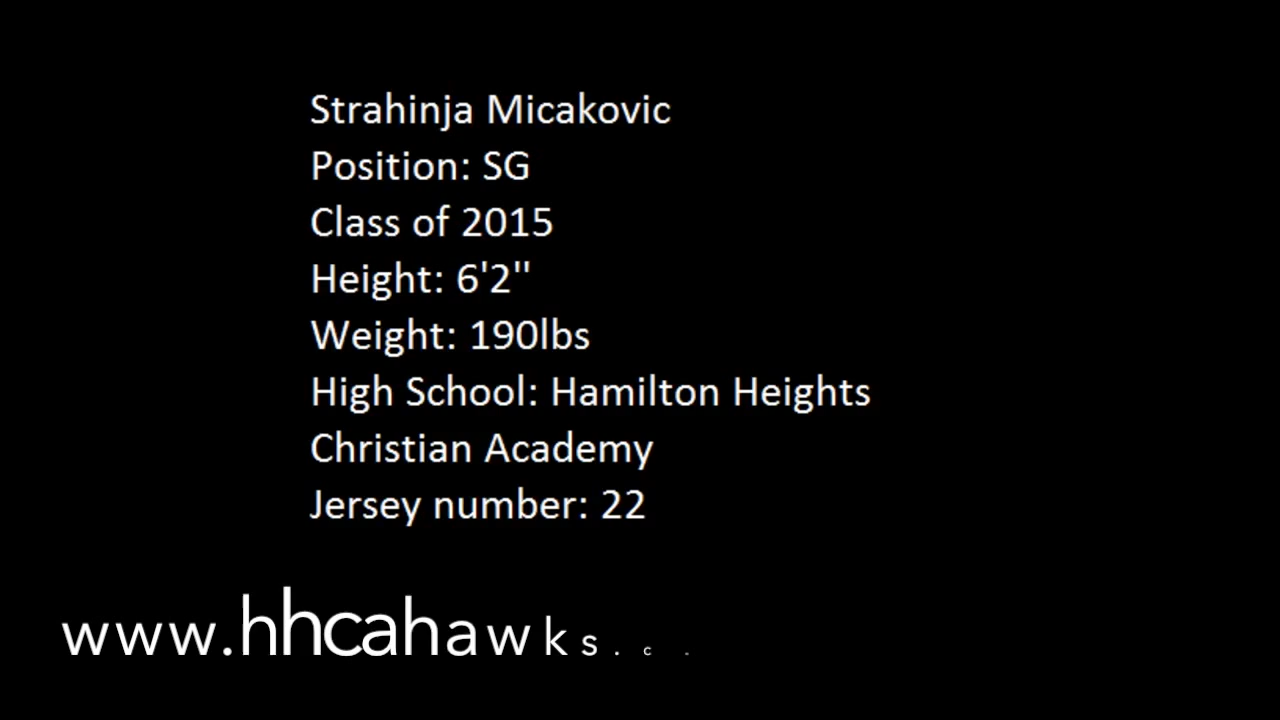 Strahinja Micakovic
Position: SG
Class of 2015
Height: 6'2''
Weight: 190lbs
High School: Hamilton Heights
Christian Academy
Jersey number: 22
www.hhcahawks.c